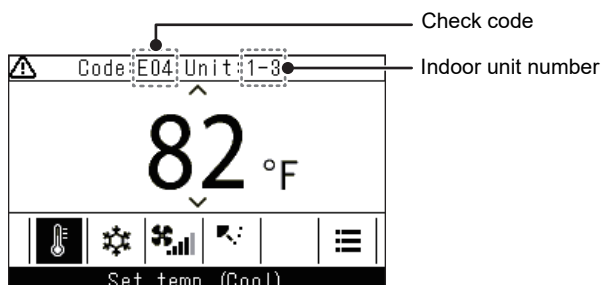 Check code
Code:E04 Unit:1-3
Indoor unit number
82 °F
Set temp. (Cool)